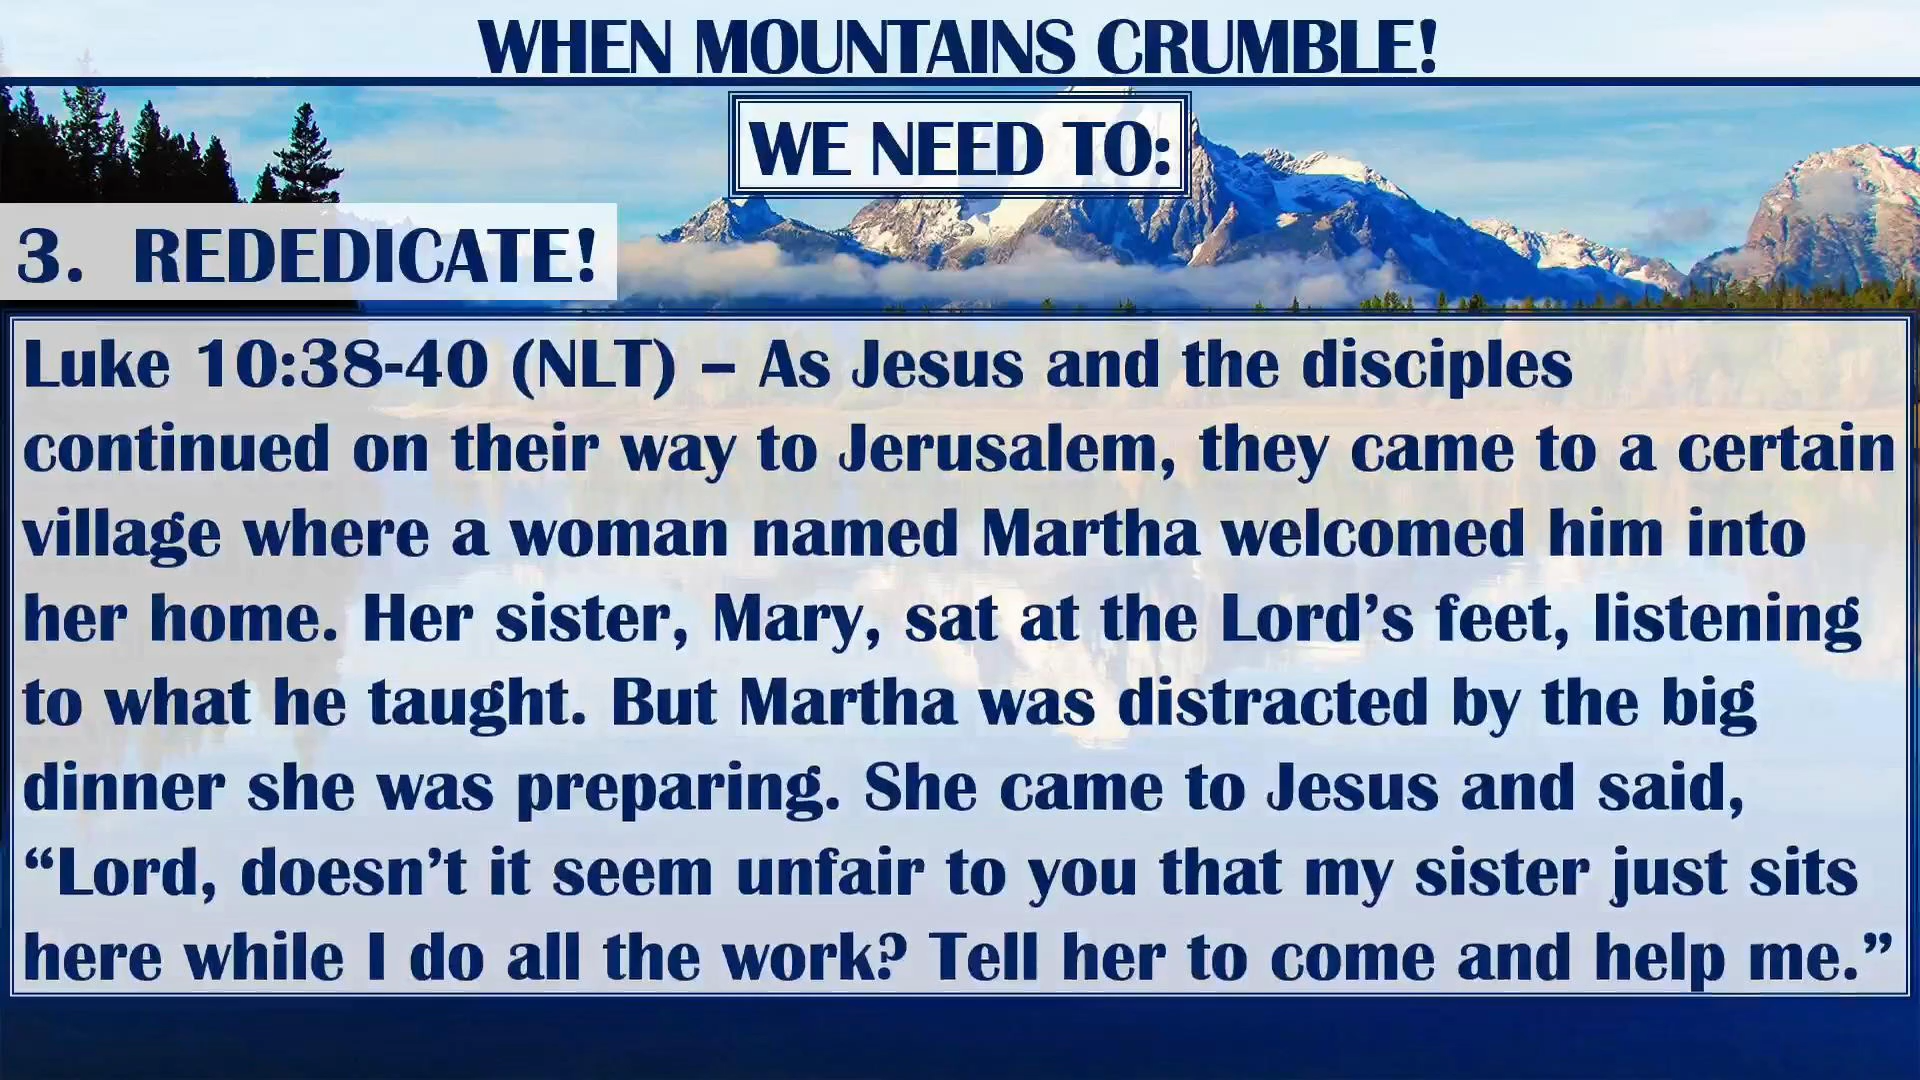 WHEN MOUNTAINS CRUMBLE!
WE NEED TO:
3. REDEDICATE!
Luke 10:38-40 (NLT) – As Jesus and the disciples
continued on their way to Jerusalem, they came to a certain
village where a woman named Martha welcomed him into
her home. Her sister, Mary, sat at the Lord’s feet, listening
to what he taught. But Martha was distracted by the big
dinner she was preparing. She came to Jesus and said,
“Lord, doesn’t it seem unfair to you that my sister just sits
here while I do all the work? Tell her to come and help me.”